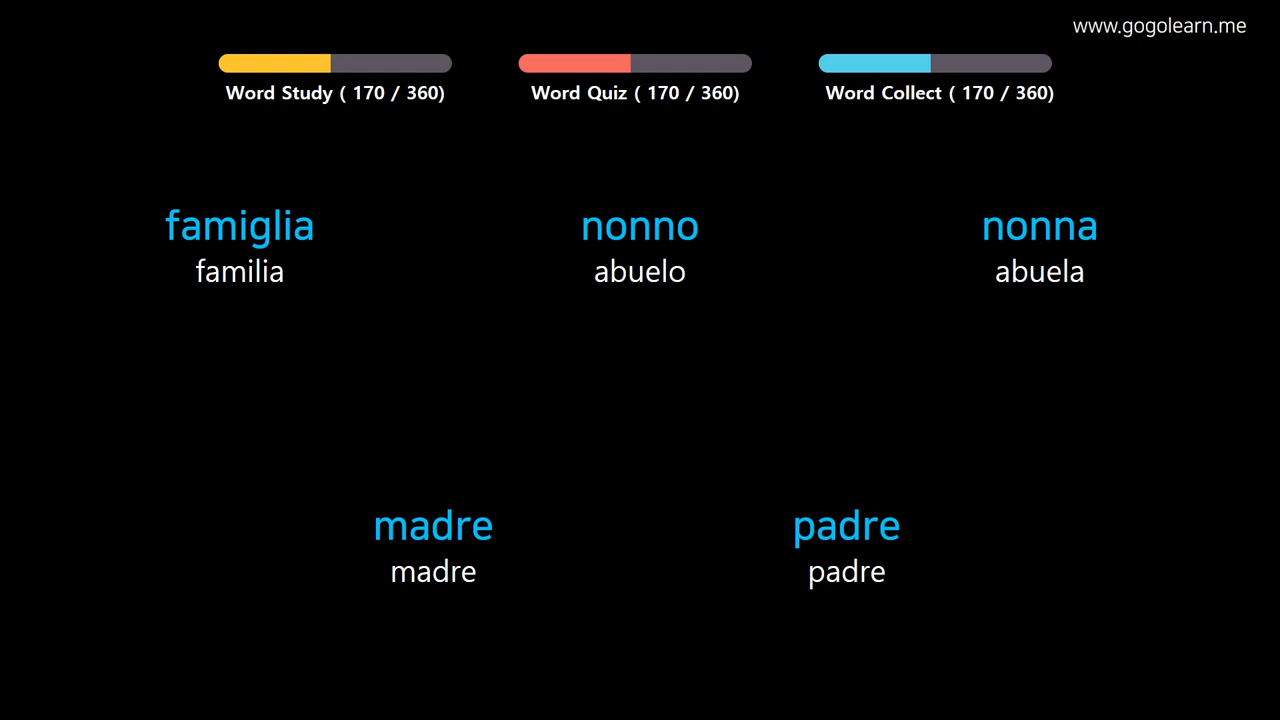 www.gogolearn.me
Word Study ( 170 / 360)
Word Quiz ( 170 / 360)
Word Collect ( 170 / 360)
famiglia
familia
nonno
abuelo
nonna
abuela
madre
madre
padre
padre